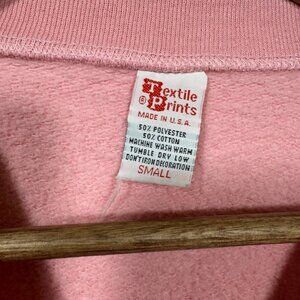 Textile
© Prints
MADE IN U.S.A.
50% POLYESTER
50% COTTON
MACHINE WASH WARM
TUMBLE DRY LOW
DON'T IRON DECORATION
SMALL